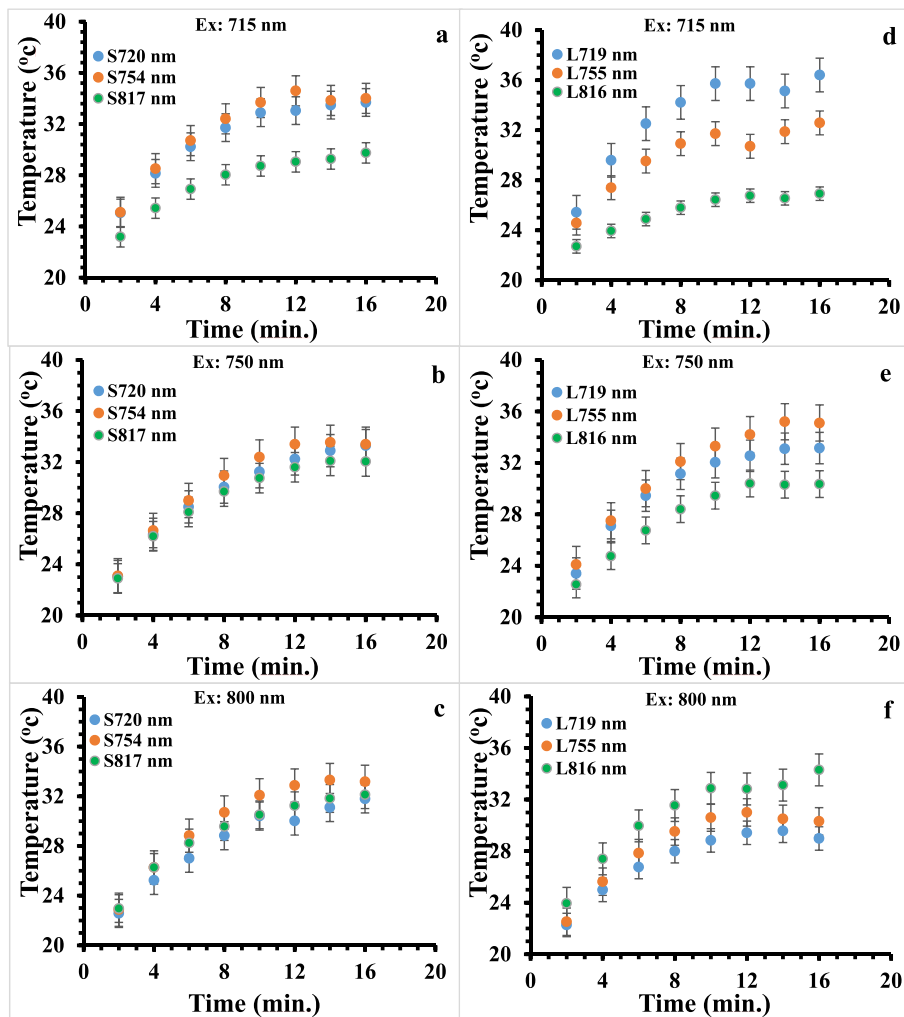 Ex: 715 nm
a
S720 nm
S754 nm
S817 nm
Temperature (ºc)
40
36
32
28
24
20
0 4 8 12 16 20
Time (min.)
Ex: 715 nm
d
L719 nm
L755 nm
L816 nm
Temperature (ºc)
40
36
32
28
24
20
0 4 8 12 16 20
Time (min.)
Ex: 750 nm
b
S720 nm
S754 nm
S817 nm
Temperature (ºc)
40
36
32
28
24
20
0 4 8 12 16 20
Time (min.)
Ex: 750 nm
e
L719 nm
L755 nm
L816 nm
Temperature (ºc)
40
36
32
28
24
20
0 4 8 12 16 20
Time (min.)
Ex: 800 nm
c
S720 nm
S754 nm
S817 nm
Temperature (ºc)
40
36
32
28
24
20
0 4 8 12 16 20
Time (min.)
Ex: 800 nm
f
L719 nm
L755 nm
L816 nm
Temperature (ºc)
40
36
32
28
24
20
0 4 8 12 16 20
Time (min.)